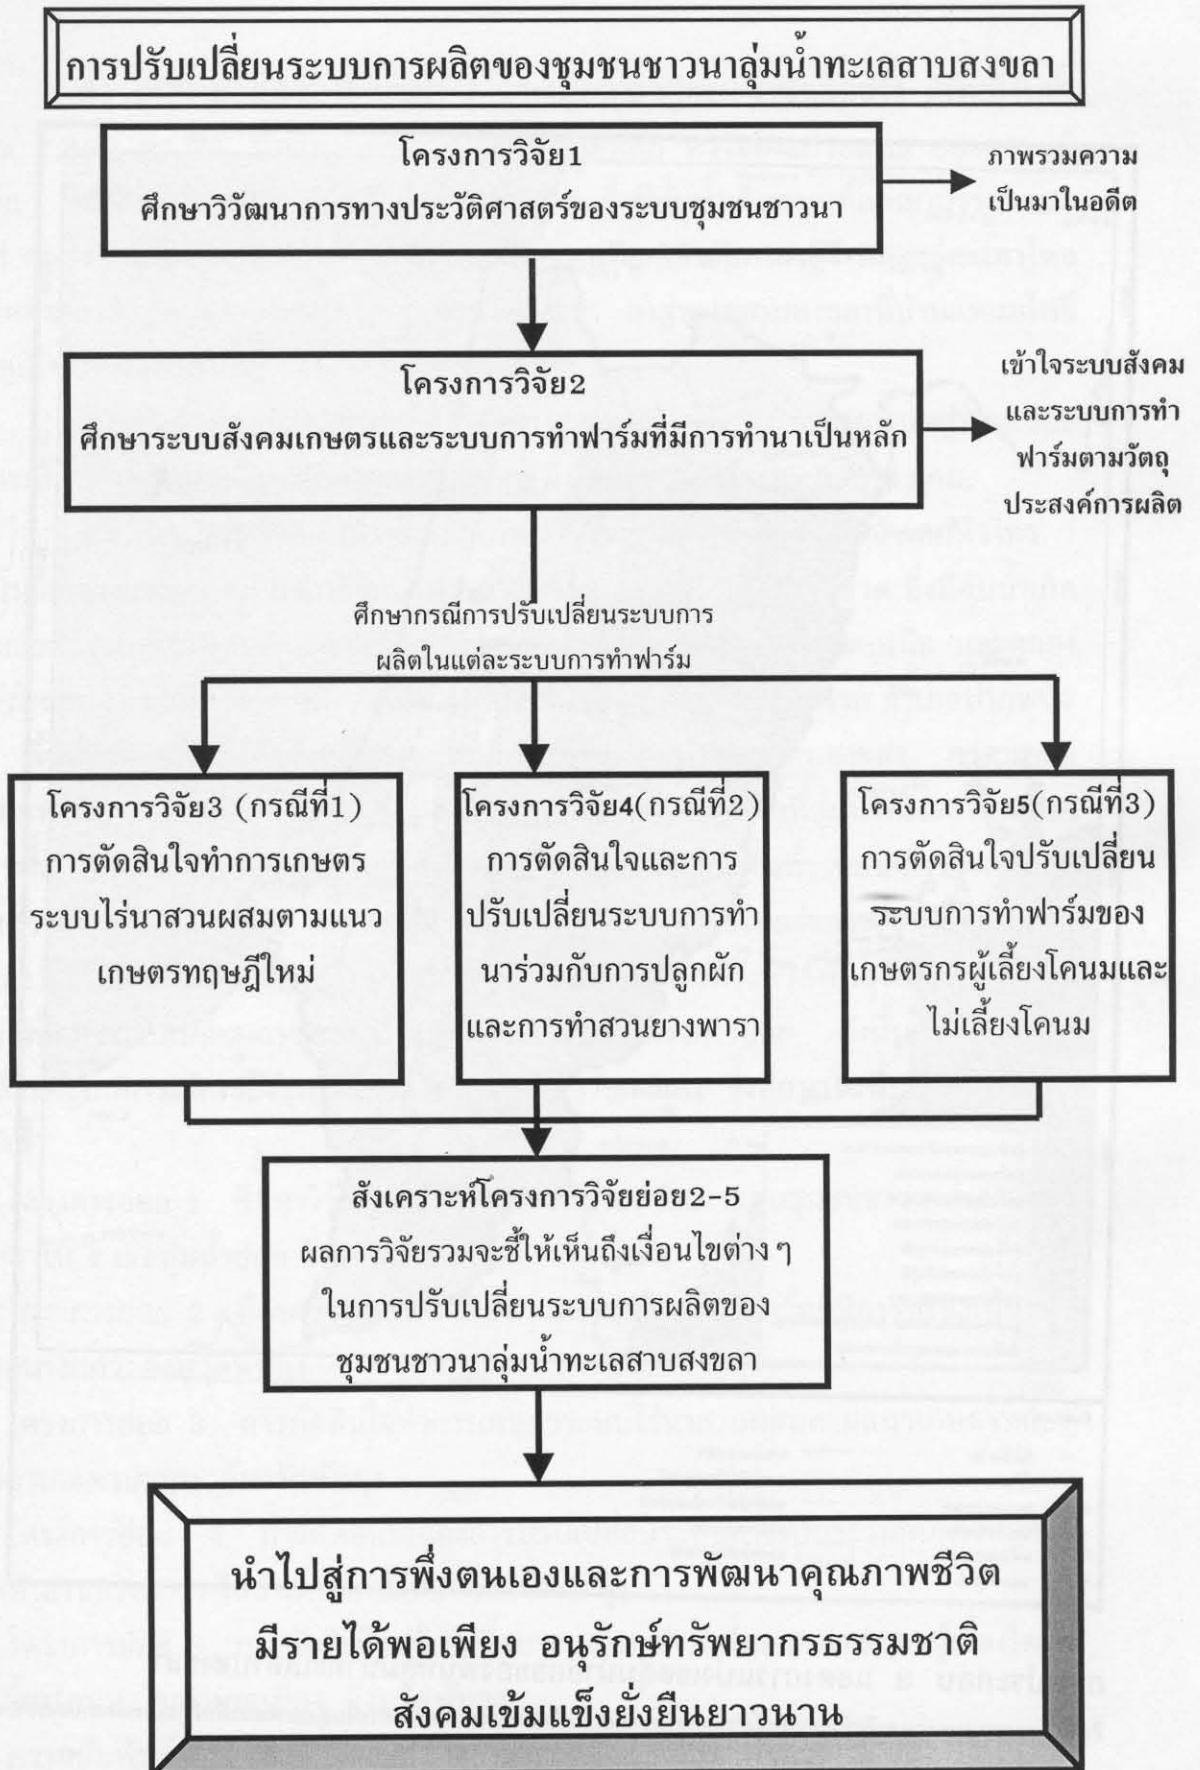 การปรับเปลี่ยนระบบการผลิตของชุมชนชาวนาลุ่มน้ำทะเลสาบสงขลา
โครงการวิจัย1
ศึกษาวิวัฒนาการทางประวัติศาสตร์ของระบบชุมชนชาวนา
ภาพรวมความ
เป็นมาในอดีต
โครงการวิจัย2
ศึกษาระบบสังคมเกษตรและระบบการทำฟาร์มที่มีการทำนาเป็นหลัก
เข้าใจระบบสังคม
และระบบการทำ
ฟาร์มตามวัตถุ
ประสงค์การผลิต
ศึกษากรณีการปรับเปลี่ยนระบบการ
ผลิตในแต่ละระบบการทำฟาร์ม
โครงการวิจัย3 (กรณีที่1)
การตัดสินใจทำการเกษตร
ระบบไร่นาสวนผสมตามแนว
เกษตรทฤษฎีใหม่
โครงการวิจัย4(กรณีที่2)
การตัดสินใจและการ
ปรับเปลี่ยนระบบการทำ
นาร่วมกับการปลูกผัก
และการทำสวนยางพารา
โครงการวิจัย5(กรณีที่3)
การตัดสินใจปรับเปลี่ยน
ระบบการทำฟาร์มของ
เกษตรกรผู้เลี้ยงโคนมและ
ไม่เลี้ยงโคนม
สังเคราะห์โครงการวิจัยย่อย2-5
ผลการวิจัยรวมจะชี้ให้เห็นถึงเงื่อนไขต่าง ๆ
ในการปรับเปลี่ยนระบบการผลิตของ
ชุมชนชาวนาลุ่มน้ำทะเลสาบสงขลา
นำไปสู่การพึ่งตนเองและการพัฒนาคุณภาพชีวิต
มีรายได้พอเพียง อนุรักษ์ทรัพยากรธรรมชาติ
สังคมเข้มแข็งยั่งยืนยาวนาน